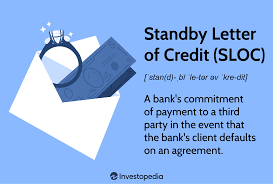 Standby Letter
of Credit (SLOC)
[ˈstan(d)-ˌbī ˈle-tər əv ˈkre-dit]
A bank's commitment
of payment to a third
party in the event that
the bank's client defaults
on an agreement.
Investopedia